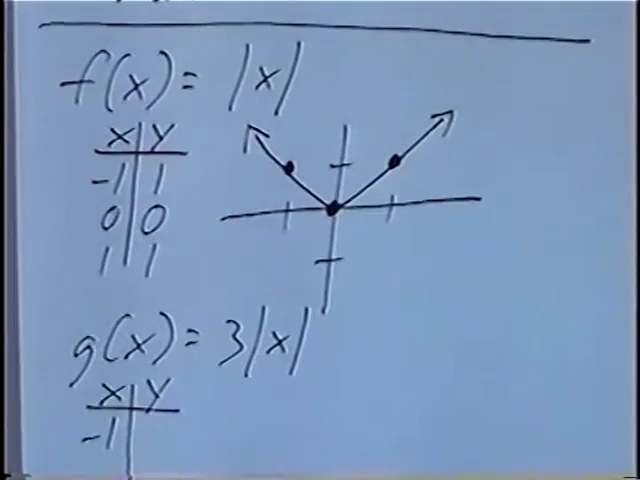 f(x) = |x|
x y
-1 1
0 0
1 1
g(x) = 3|x|
x y
-1